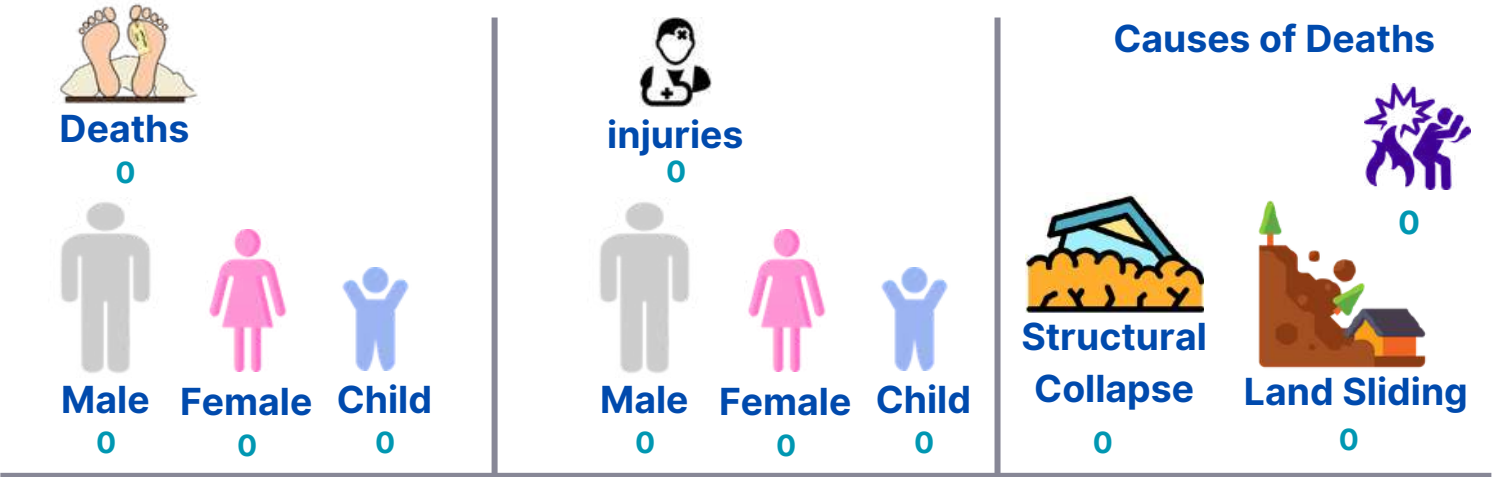 Deaths
0
Male
0
Female
0
Child
0
injuries
0
Male
0
Female
0
Child
0
Causes of Deaths
0
Structural
Collapse
0
Land Sliding
0